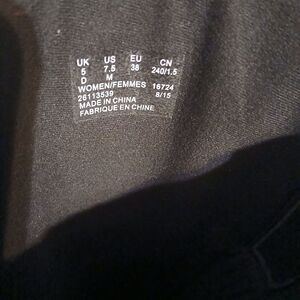 UK US EU CN
5 7.5 38 240/1.5
D M
WOMEN/FEMMES 16724
26113539 8/15
MADE IN CHINA
FABRIQUE EN CHINE